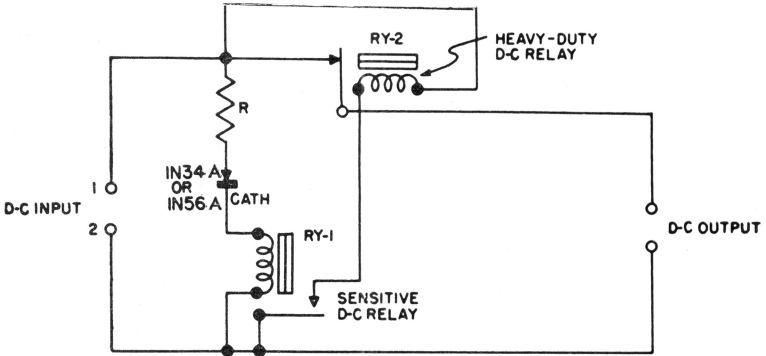 RY-2
HEAVY-DUTY
D-C RELAY
R
IN34A
OR
IN56A
CATH
1
D-C INPUT
2
RY-1
D-C OUTPUT
SENSITIVE
D-C RELAY